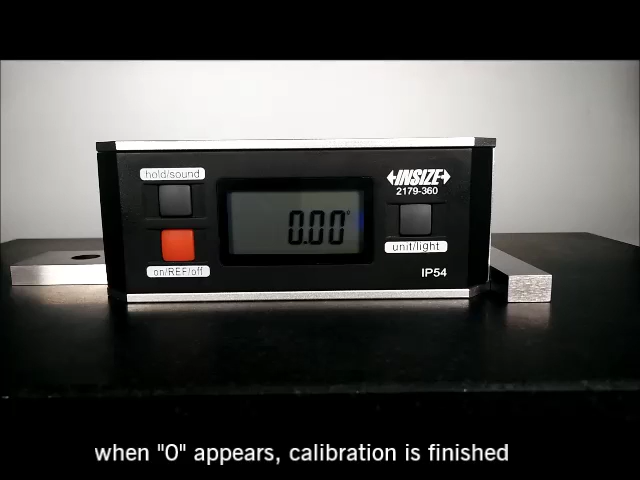 hold/sound
INSIZE
2179-360
0.00°
unit/light
on/REF/off
IP54
when "0" appears, calibration is finished